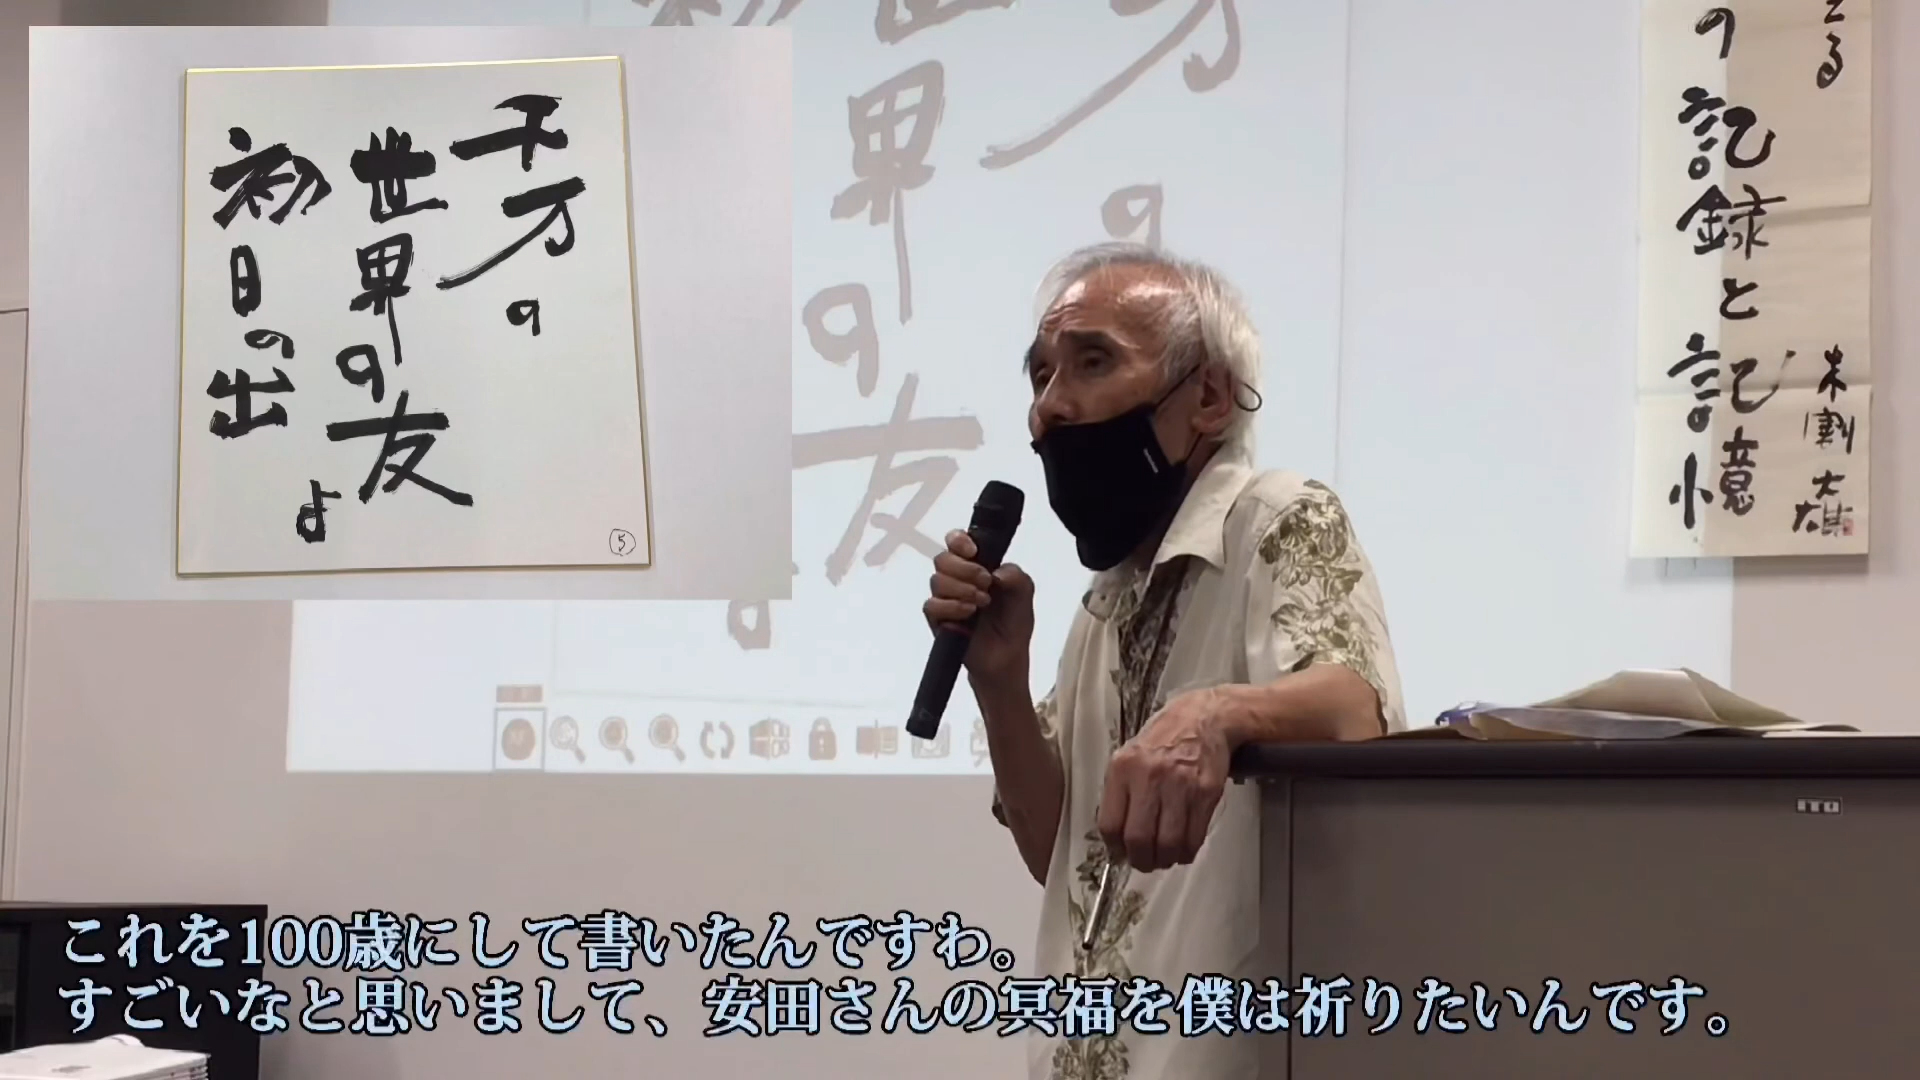 千万の
世界の友
よ
初日の出
⑤
の記録と記憶
ITO
これを100歳にして書いたんですわ。
すごいなと思いまして、安田さんの冥福を僕は祈りたいんです。